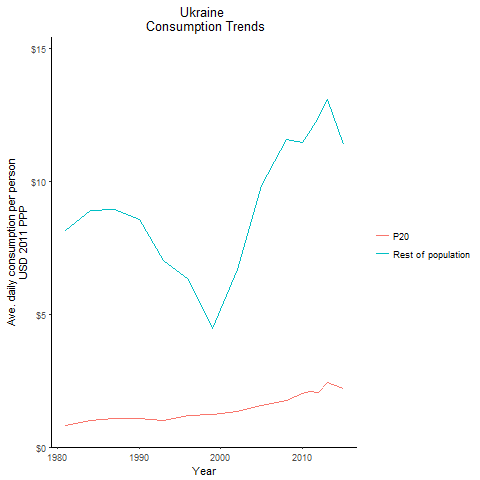 Ukraine
Consumption Trends
$15
$10
$5
$0
Ave. daily consumption per person
USD 2011 PPP
1980
1990
2000
2010
Year
P20
Rest of population